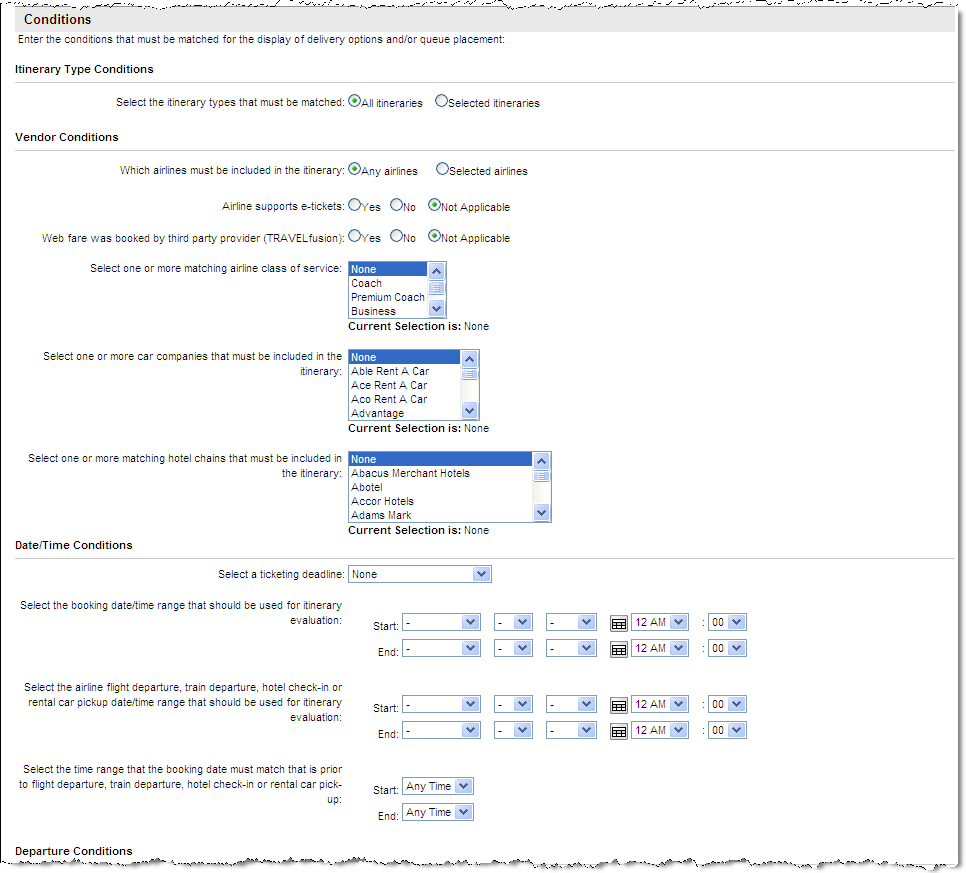 Conditions
Enter the conditions that must be matched for the display of delivery options and/or queue placement:
Itinerary Type Conditions
Select the itinerary types that must be matched: All itineraries Selected itineraries
Vendor Conditions
Which airlines must be included in the itinerary: Any airlines Selected airlines
Airline supports e-tickets: Yes No Not Applicable
Web fare was booked by third party provider (TRAVELfusion): Yes No Not Applicable
Select one or more matching airline class of service: None
Coach
Premium Coach
Business
Current Selection is: None
Select one or more car companies that must be included in the itinerary:
None
Able Rent A Car
Ace Rent A Car
Aco Rent A Car
Advantage
Current Selection is: None
Select one or more matching hotel chains that must be included in
the itinerary:
None
Abacus Merchant Hotels
Abotel
Accor Hotels
Adams Mark
Current Selection is: None
Date/Time Conditions
Select a ticketing deadline: None
Select the booking date/time range that should be used for itinerary
evaluation:
Start: - - - 12 AM : 00
End: - - - 12 AM : 00
Select the airline flight departure, train departure, hotel check-in or
rental car pickup date/time range that should be used for itinerary
evaluation:
Start: - - - 12 AM : 00
End: - - - 12 AM : 00
Select the time range that the booking date must match that is prior
to flight departure, train departure, hotel check-in or rental car pick-
up:
Start: Any Time
End: Any Time
Departure Conditions